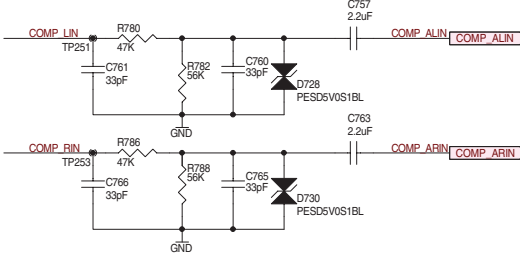 C757
2.2uF
COMP_LIN
R780
COMP_ALIN
COMP_ALIN
TP251
47K
C761
33pF
R782
56K
C760
33pF
D728
PESD5V0S1BL
GND
C763
2.2uF
COMP_RIN
R786
COMP_ARIN
COMP_ARIN
TP253
47K
C766
33pF
R788
56K
C765
33pF
D730
PESD5V0S1BL
GND